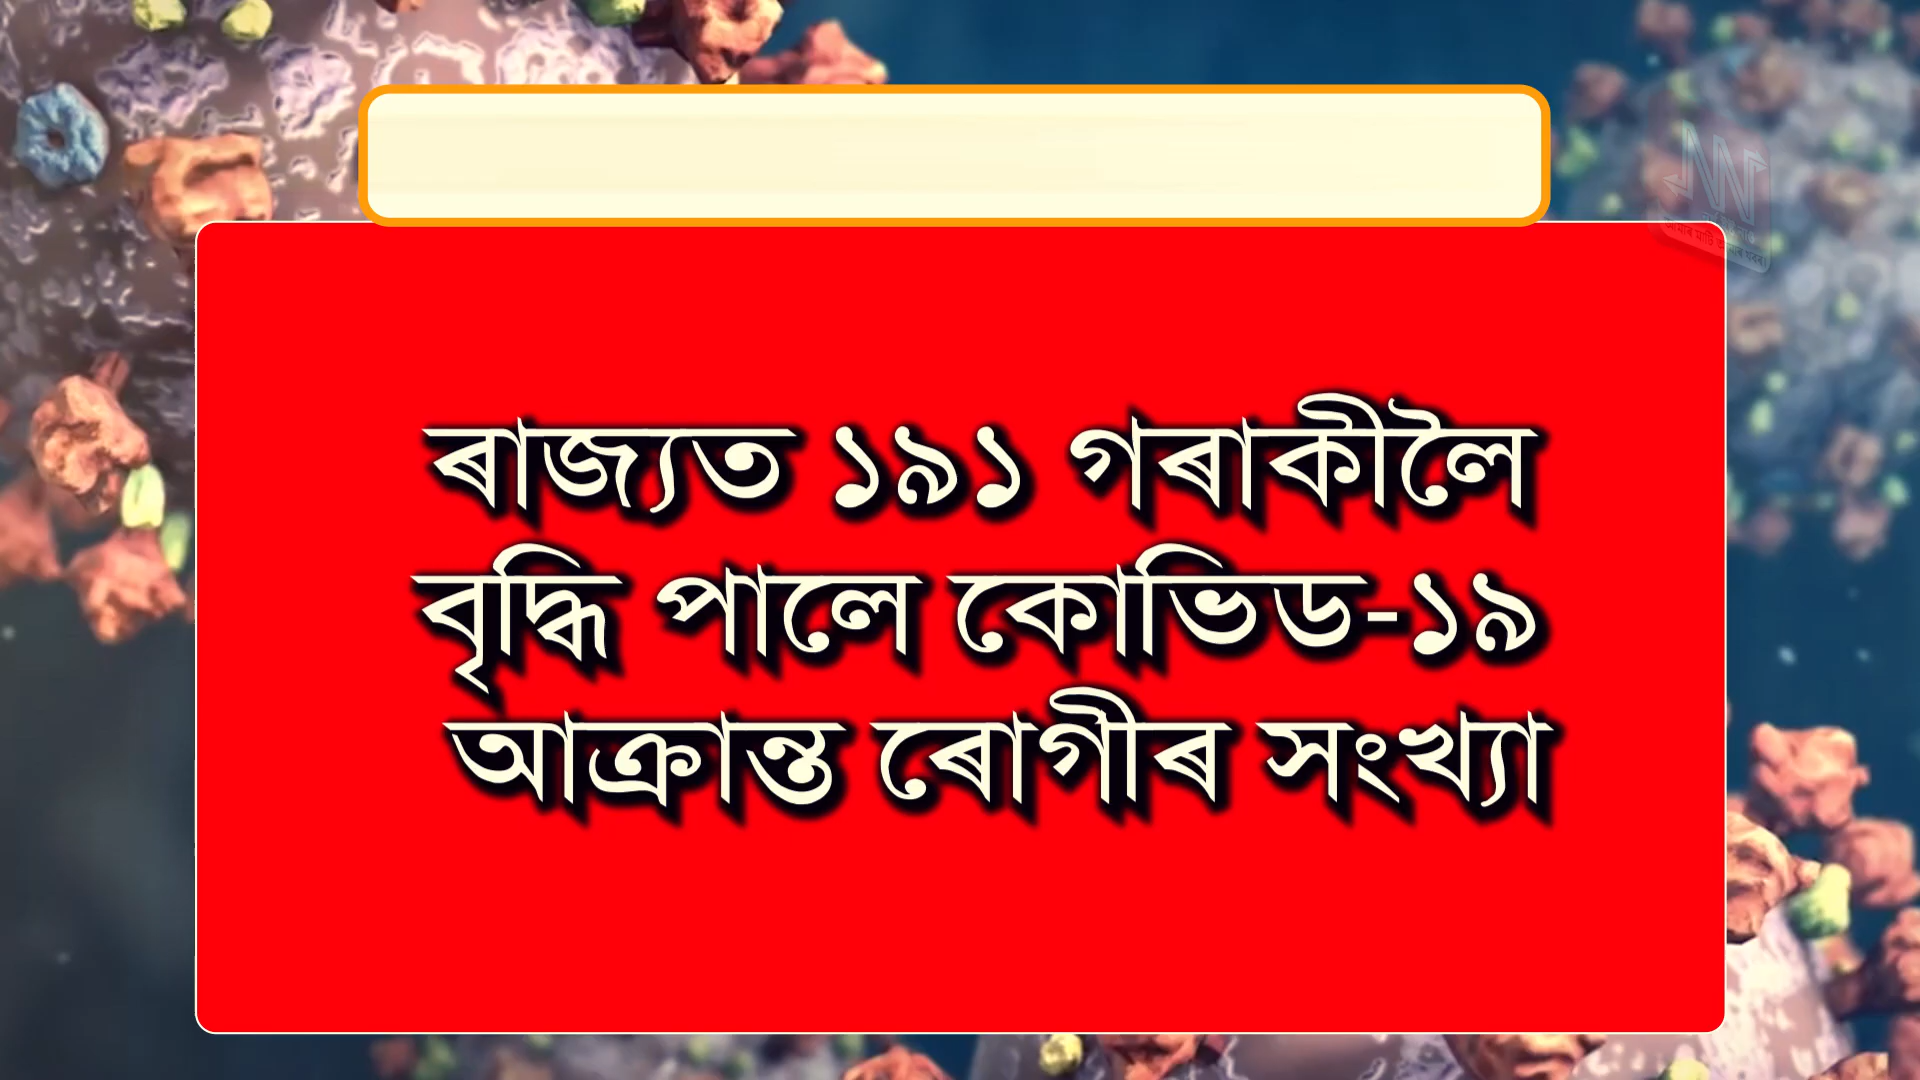 ৰাজ্যত ১৯১ গৰাকীলৈ
বৃদ্ধি পালে কোভিড-১৯
আক্ৰান্ত ৰোগীৰ সংখ্যা